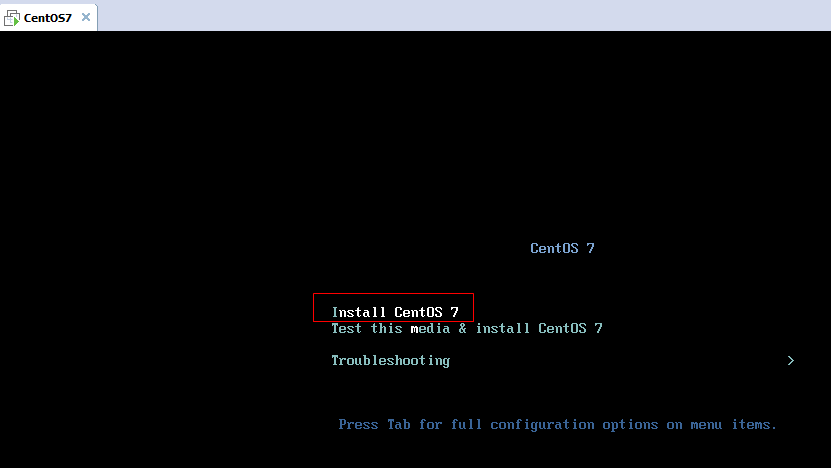 CentOS7
CentOS 7
Install CentOS 7
Test this media & install CentOS 7
Troubleshooting >
Press Tab for full configuration options on menu items.